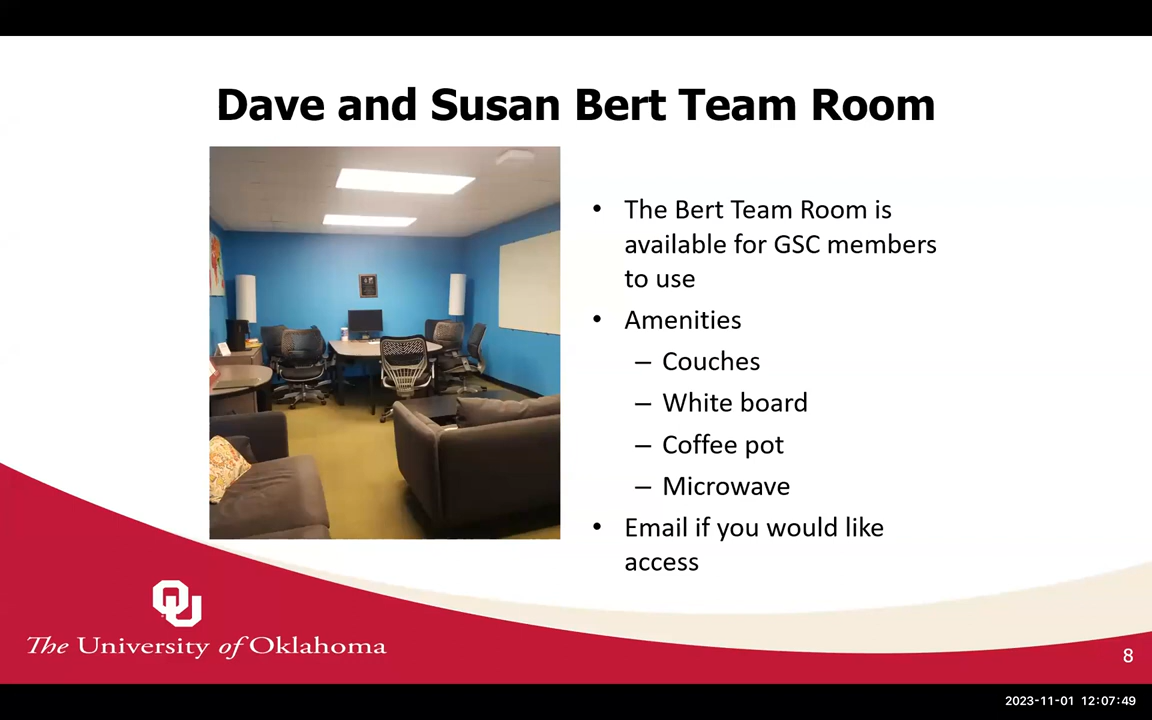 Dave and Susan Bert Team Room
• The Bert Team Room is
available for GSC members
to use
• Amenities
– Couches
– White board
– Coffee pot
– Microwave
• Email if you would like
access
OU
The University of Oklahoma
8
2023-11-01 12:07:49